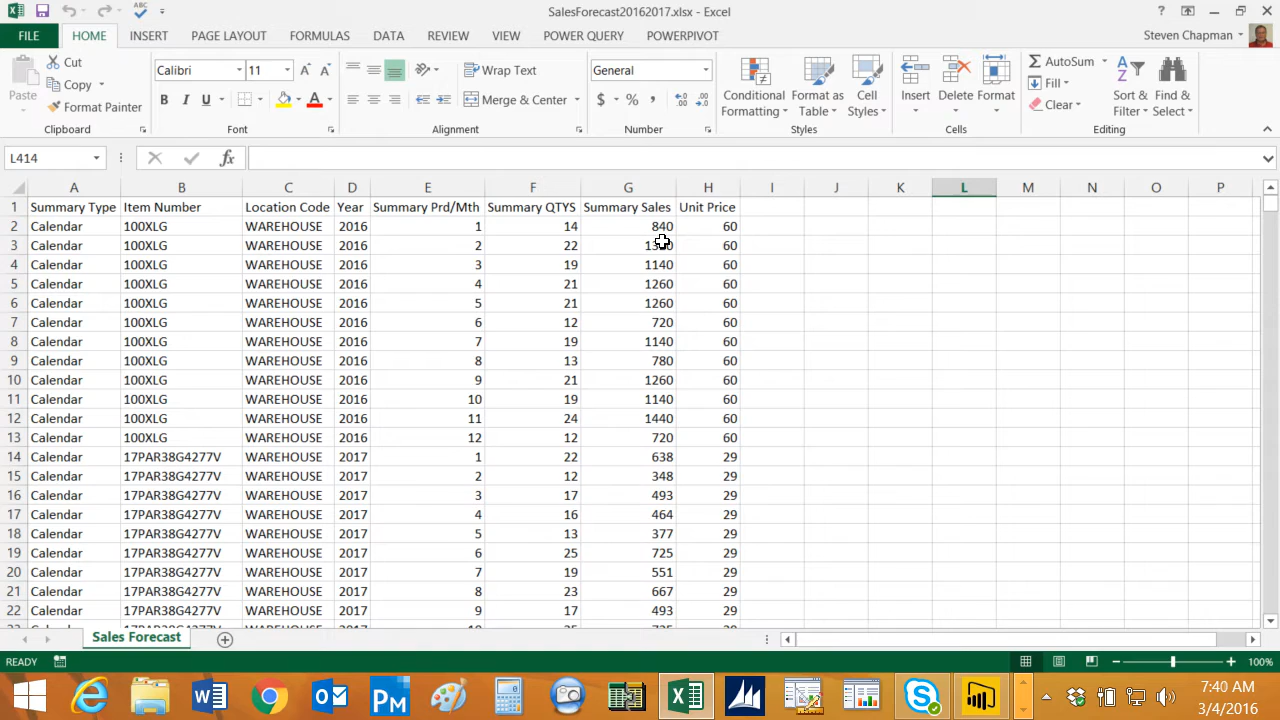 SalesForecast20162017.xlsx - Excel
FILE HOME INSERT PAGE LAYOUT FORMULAS DATA REVIEW VIEW POWER QUERY POWERPIVOT Steven Chapman
Cut
Copy
Format Painter
Paste
Calibri 11
B I U
Wrap Text
Merge & Center
General
$ % ,
Conditional Formatting
Format as Table
Cell Styles
Insert Delete Format
AutoSum
Fill
Clear
Sort & Filter
Find & Select
Clipboard Font Alignment Number Styles Cells Editing
L414 fx
A B C D E F G H I J K L M N O P
1 Summary Type Item Number Location Code Year Summary Prd/Mth Summary QTYS Summary Sales Unit Price
2 Calendar 100XLG WAREHOUSE 2016 1 14 840 60
3 Calendar 100XLG WAREHOUSE 2016 2 22 60
4 Calendar 100XLG WAREHOUSE 2016 3 19 1140 60
5 Calendar 100XLG WAREHOUSE 2016 4 21 1260 60
6 Calendar 100XLG WAREHOUSE 2016 5 21 1260 60
7 Calendar 100XLG WAREHOUSE 2016 6 12 720 60
8 Calendar 100XLG WAREHOUSE 2016 7 19 1140 60
9 Calendar 100XLG WAREHOUSE 2016 8 13 780 60
10 Calendar 100XLG WAREHOUSE 2016 9 21 1260 60
11 Calendar 100XLG WAREHOUSE 2016 10 19 1140 60
12 Calendar 100XLG WAREHOUSE 2016 11 24 1440 60
13 Calendar 100XLG WAREHOUSE 2016 12 12 720 60
14 Calendar 17PAR38G4277V WAREHOUSE 2017 1 22 638 29
15 Calendar 17PAR38G4277V WAREHOUSE 2017 2 12 348 29
16 Calendar 17PAR38G4277V WAREHOUSE 2017 3 17 493 29
17 Calendar 17PAR38G4277V WAREHOUSE 2017 4 16 464 29
18 Calendar 17PAR38G4277V WAREHOUSE 2017 5 13 377 29
19 Calendar 17PAR38G4277V WAREHOUSE 2017 6 25 725 29
20 Calendar 17PAR38G4277V WAREHOUSE 2017 7 19 551 29
21 Calendar 17PAR38G4277V WAREHOUSE 2017 8 23 667 29
22 Calendar 17PAR38G4277V WAREHOUSE 2017 9 17 493 29
Sales Forecast
READY 100%
7:40 AM
3/4/2016